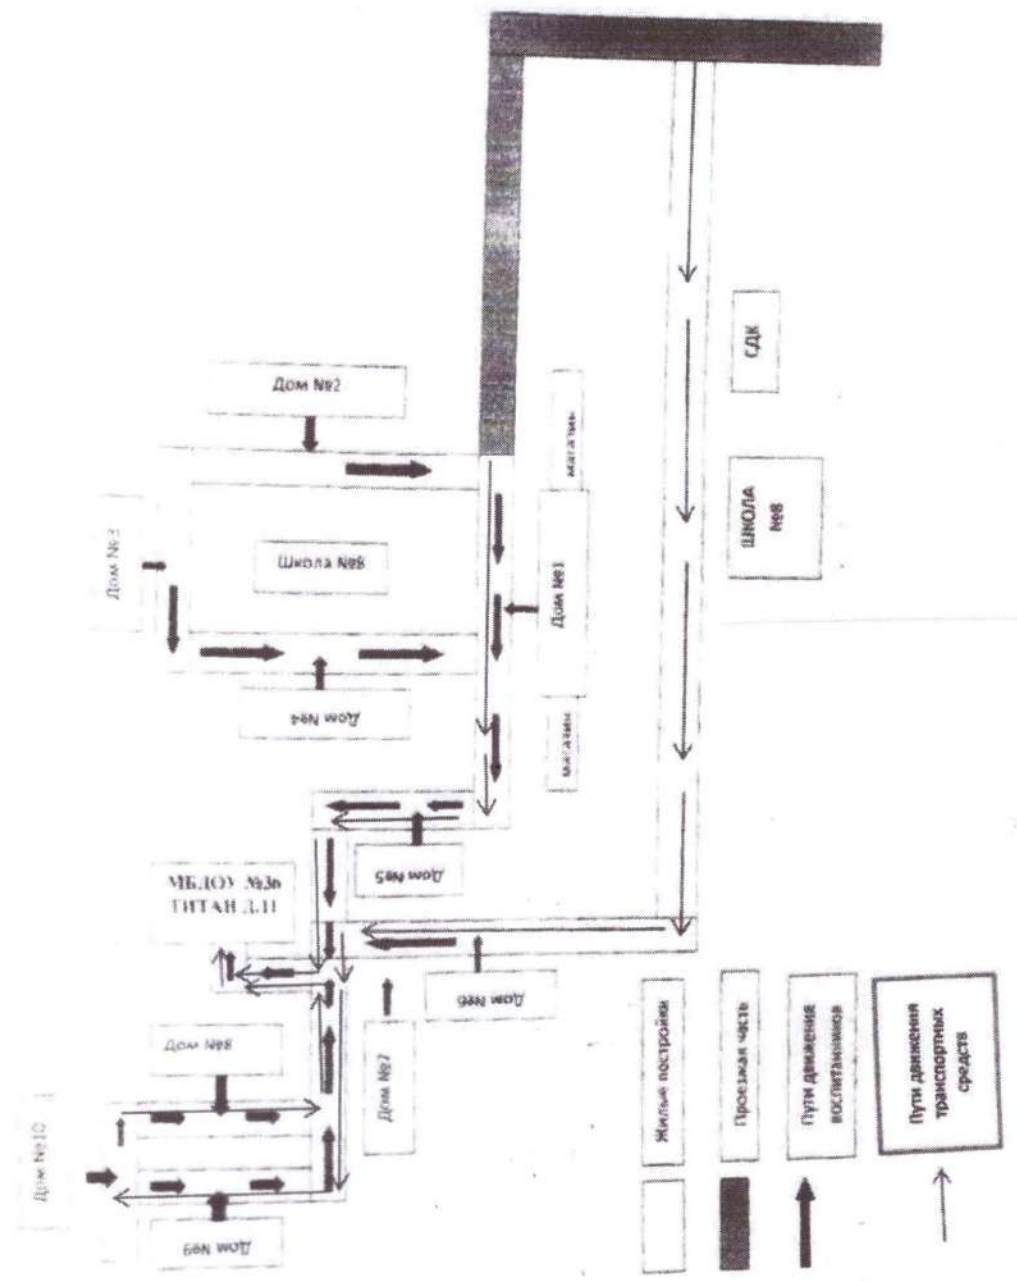 СДК
Дом №2
магазин
ШКОЛА
№8
Дом №3
Школа №8
Дом №1
Дом №4
магазин
МБДОУ №36
ТИТАН Д.11
Дом №5
Дом №6
Дом №8
Дом №7
Дом №10
Дом №9
Жилые постройки
Проезжая часть
Пути движения
воспитанников
Пути движения
транспортных
средств